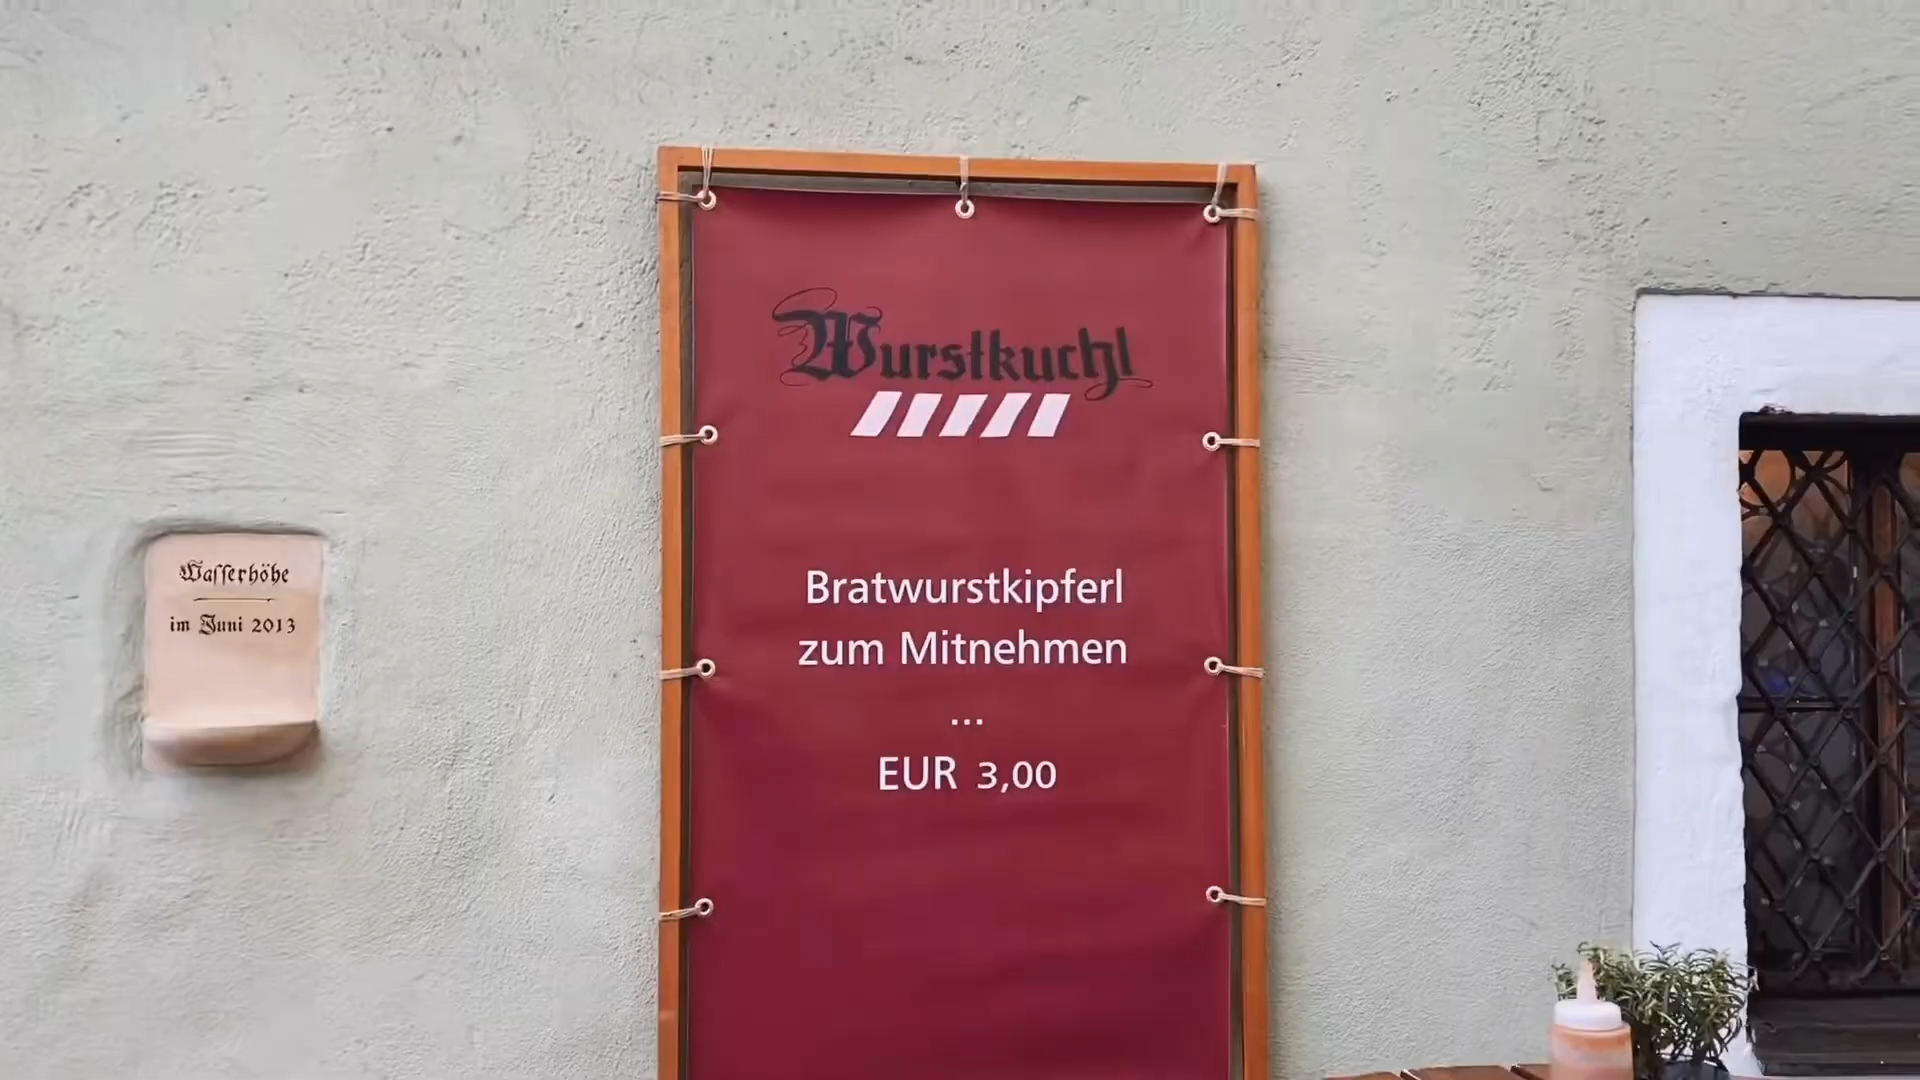 Wasserhöhe
im Juni 2013
Wurstkuchl
Bratwurstkipferl
zum Mitnehmen
...
EUR 3,00